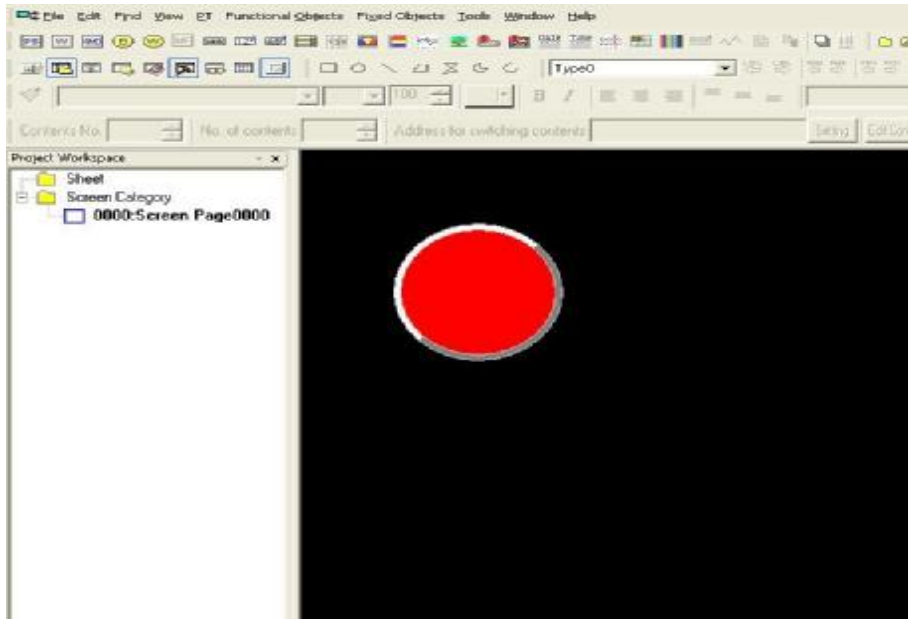 File Edit Find View PT Functional Objects Fixed Objects Tools Window Help
Type0
100 B I
Contents No. No. of contents Address for switching contents Setting
Project Workspace
Sheet
Screen Category
0000:Screen Page0000